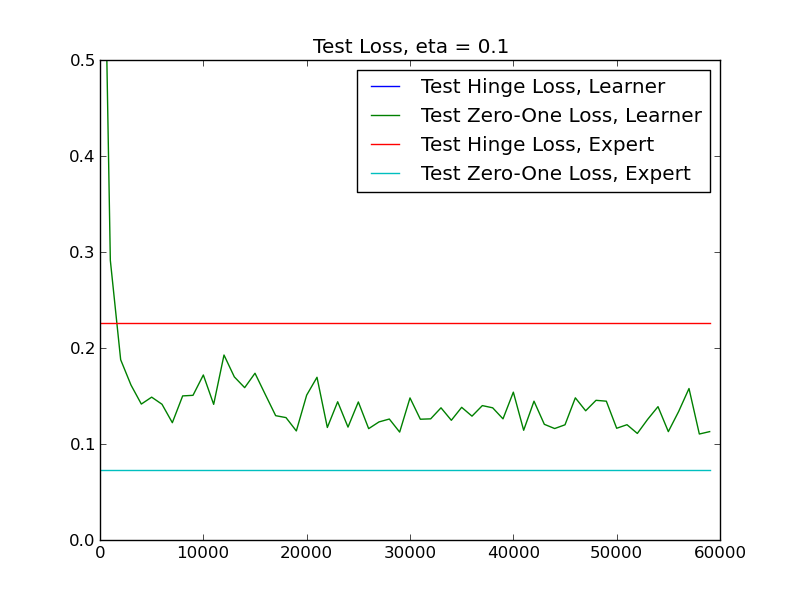 Test Loss, eta = 0.1
0.5
Test Hinge Loss, Learner
Test Zero-One Loss, Learner
Test Hinge Loss, Expert
Test Zero-One Loss, Expert
0.4
0.3
0.2
0.1
0.0
0 10000 20000 30000 40000 50000 60000